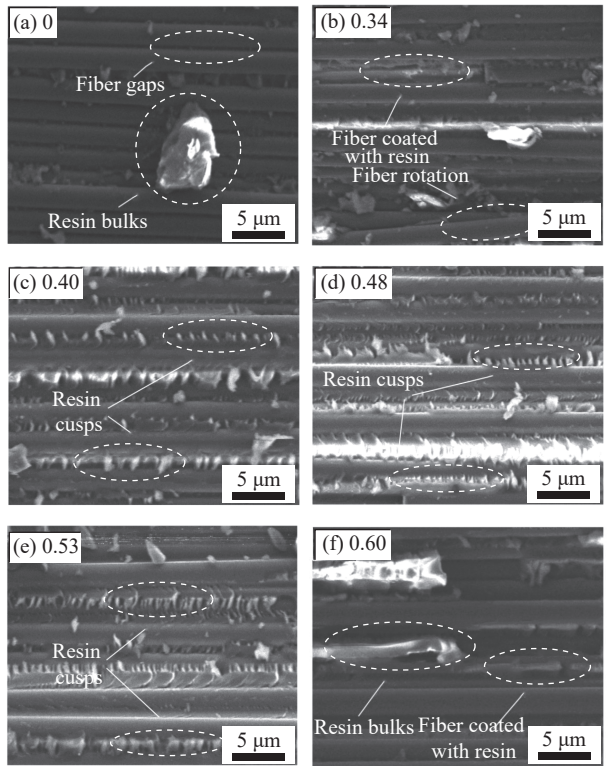 (a) 0
Fiber gaps
Resin bulks
5 μm
(b) 0.34
Fiber coated
with resin
Fiber rotation
5 μm
(c) 0.40
Resin
cusps
5 μm
(d) 0.48
Resin cusps
5 μm
(e) 0.53
Resin
cusps
5 μm
(f) 0.60
Resin bulks
Fiber coated
with resin
5 μm